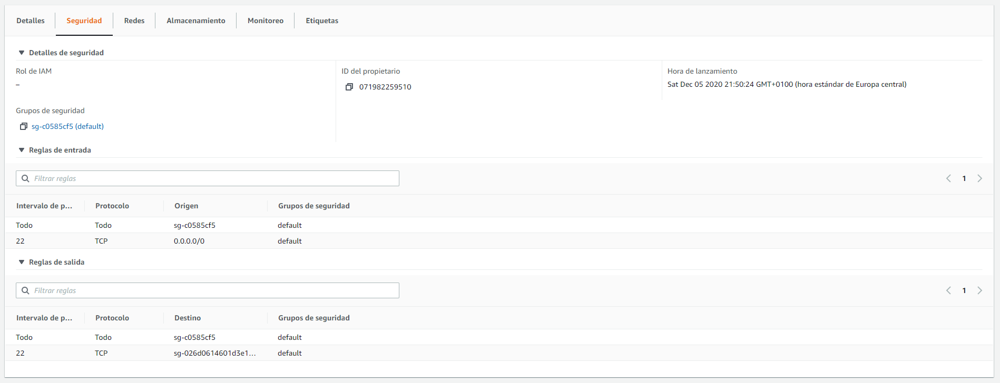 Detalles Seguridad Redes Almacenamiento Monitoreo Etiquetas
Detalles de seguridad
Rol de IAM
–
ID del propietario
071982259510
Hora de lanzamiento
Sat Dec 05 2020 21:50:24 GMT+0100 (hora estándar de Europa central)
Grupos de seguridad
sg-c0585cf5 (default)
Reglas de entrada
Filtrar reglas
1
Intervalo de p... Protocolo Origen Grupos de seguridad
Todo Todo sg-c0585cf5 default
22 TCP 0.0.0.0/0 default
Reglas de salida
Filtrar reglas
1
Intervalo de p... Protocolo Destino Grupos de seguridad
Todo Todo sg-c0585cf5 default
22 TCP sg-026d0614601d3e1... default